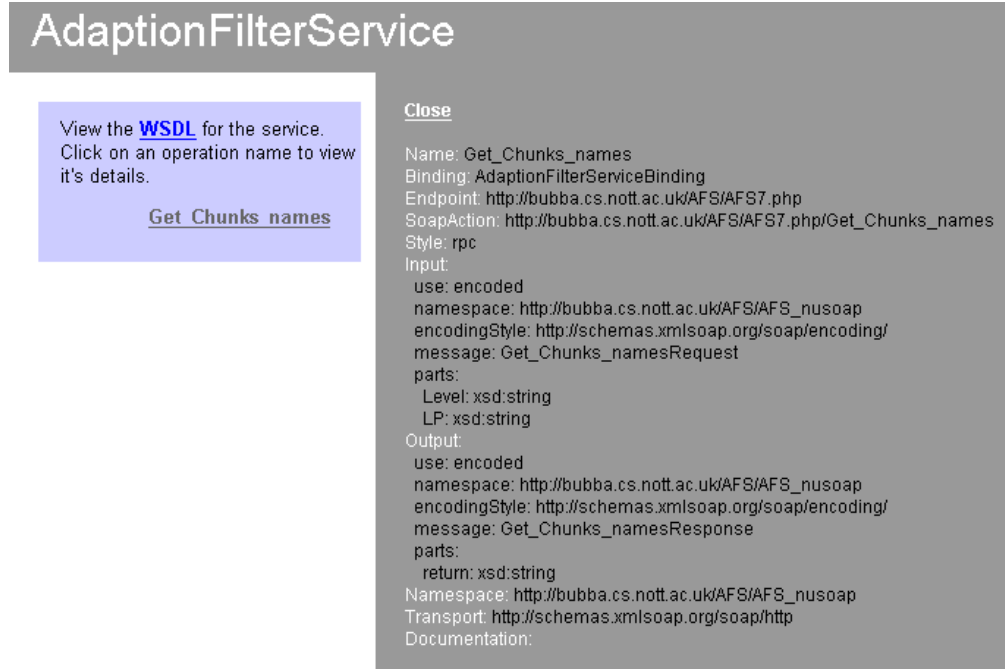 AdaptionFilterService
View the WSDL for the service.
Click on an operation name to view
it's details.
Get_Chunks_names
Close
Name: Get_Chunks_names
Binding: AdaptionFilterServiceBinding
Endpoint: http://bubba.cs.nott.ac.uk/AFS/AFS7.php
SoapAction: http://bubba.cs.nott.ac.uk/AFS/AFS7.php/Get_Chunks_names
Style: rpc
Input:
use: encoded
namespace: http://bubba.cs.nott.ac.uk/AFS/AFS_nusoap
encodingStyle: http://schemas.xmlsoap.org/soap/encoding/
message: Get_Chunks_namesRequest
parts:
Level: xsd:string
LP: xsd:string
Output:
use: encoded
namespace: http://bubba.cs.nott.ac.uk/AFS/AFS_nusoap
encodingStyle: http://schemas.xmlsoap.org/soap/encoding/
message: Get_Chunks_namesResponse
parts:
return: xsd:string
Namespace: http://bubba.cs.nott.ac.uk/AFS/AFS_nusoap
Transport: http://schemas.xmlsoap.org/soap/http
Documentation: